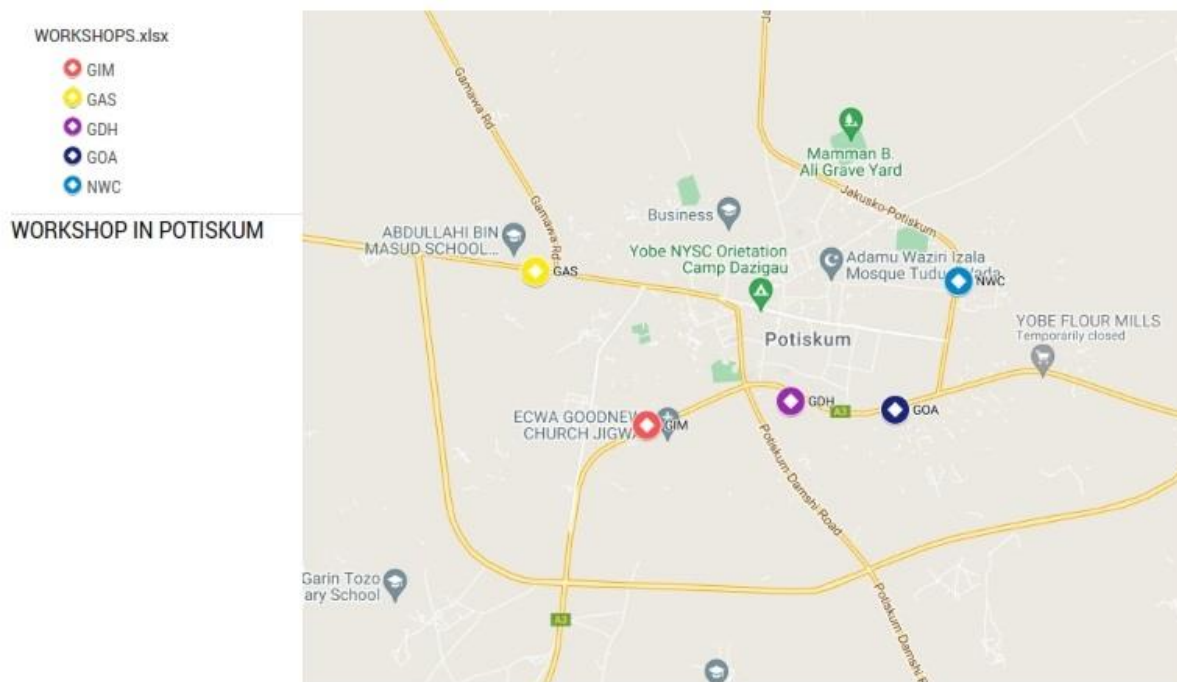 WORKSHOPS.xlsx
GIM
GAS
GDH
GOA
NWC
WORKSHOP IN POTISKUM
Gamawa Rd
Mamman B.
Ali Grave Yard
Jakusko-Potiskum
Business
ABDULLAHI BIN
MASUD SCHOOL...
Gamawa Rd
Yobe NYSC Orietation
Camp Dazigau
Adamu Waziri Izala
Mosque Tudu Wada
GAS
NWC
YOBE FLOUR MILLS
Temporarily closed
Potiskum
GDH
A3
GOA
ECWA GOODNEW
CHURCH JIGWA
GIM
Potiskum Damshi Road
Garin Tozo
ary School
A3
Potiskum Damshi R